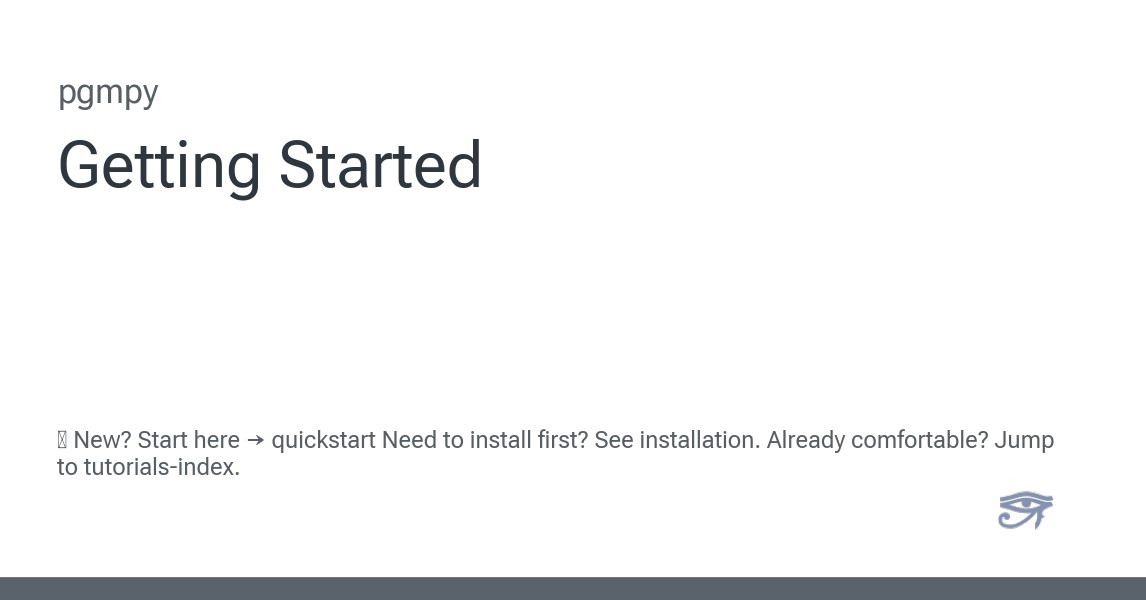 pgmpy
Getting Started
New? Start here → quickstart Need to install first? See installation. Already comfortable? Jump
to tutorials-index.